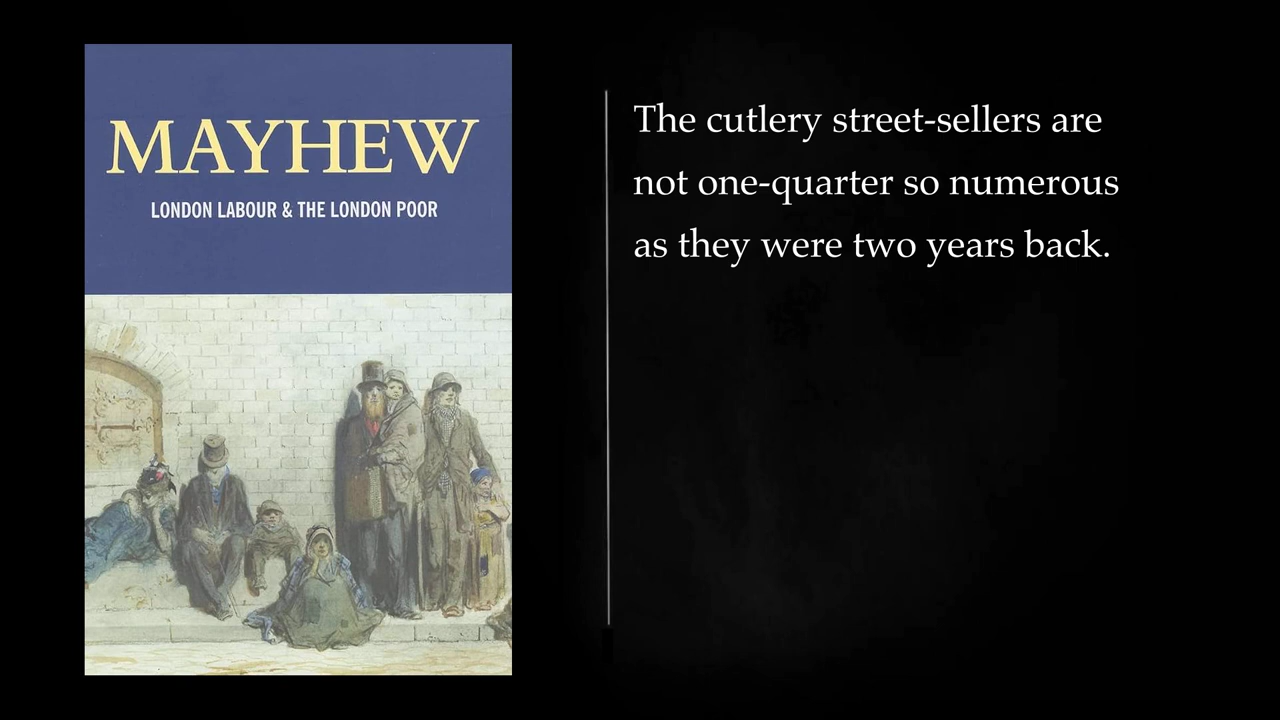 MAYHEW
LONDON LABOUR & THE LONDON POOR
The cutlery street-sellers are
not one-quarter so numerous
as they were two years back.